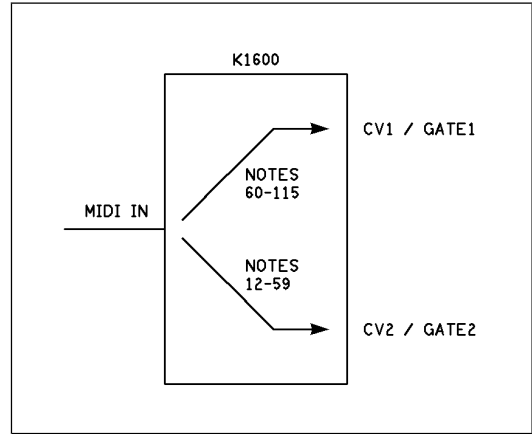 K1600
CV1 / GATE1
NOTES
60-115
MIDI IN
NOTES
12-59
CV2 / GATE2